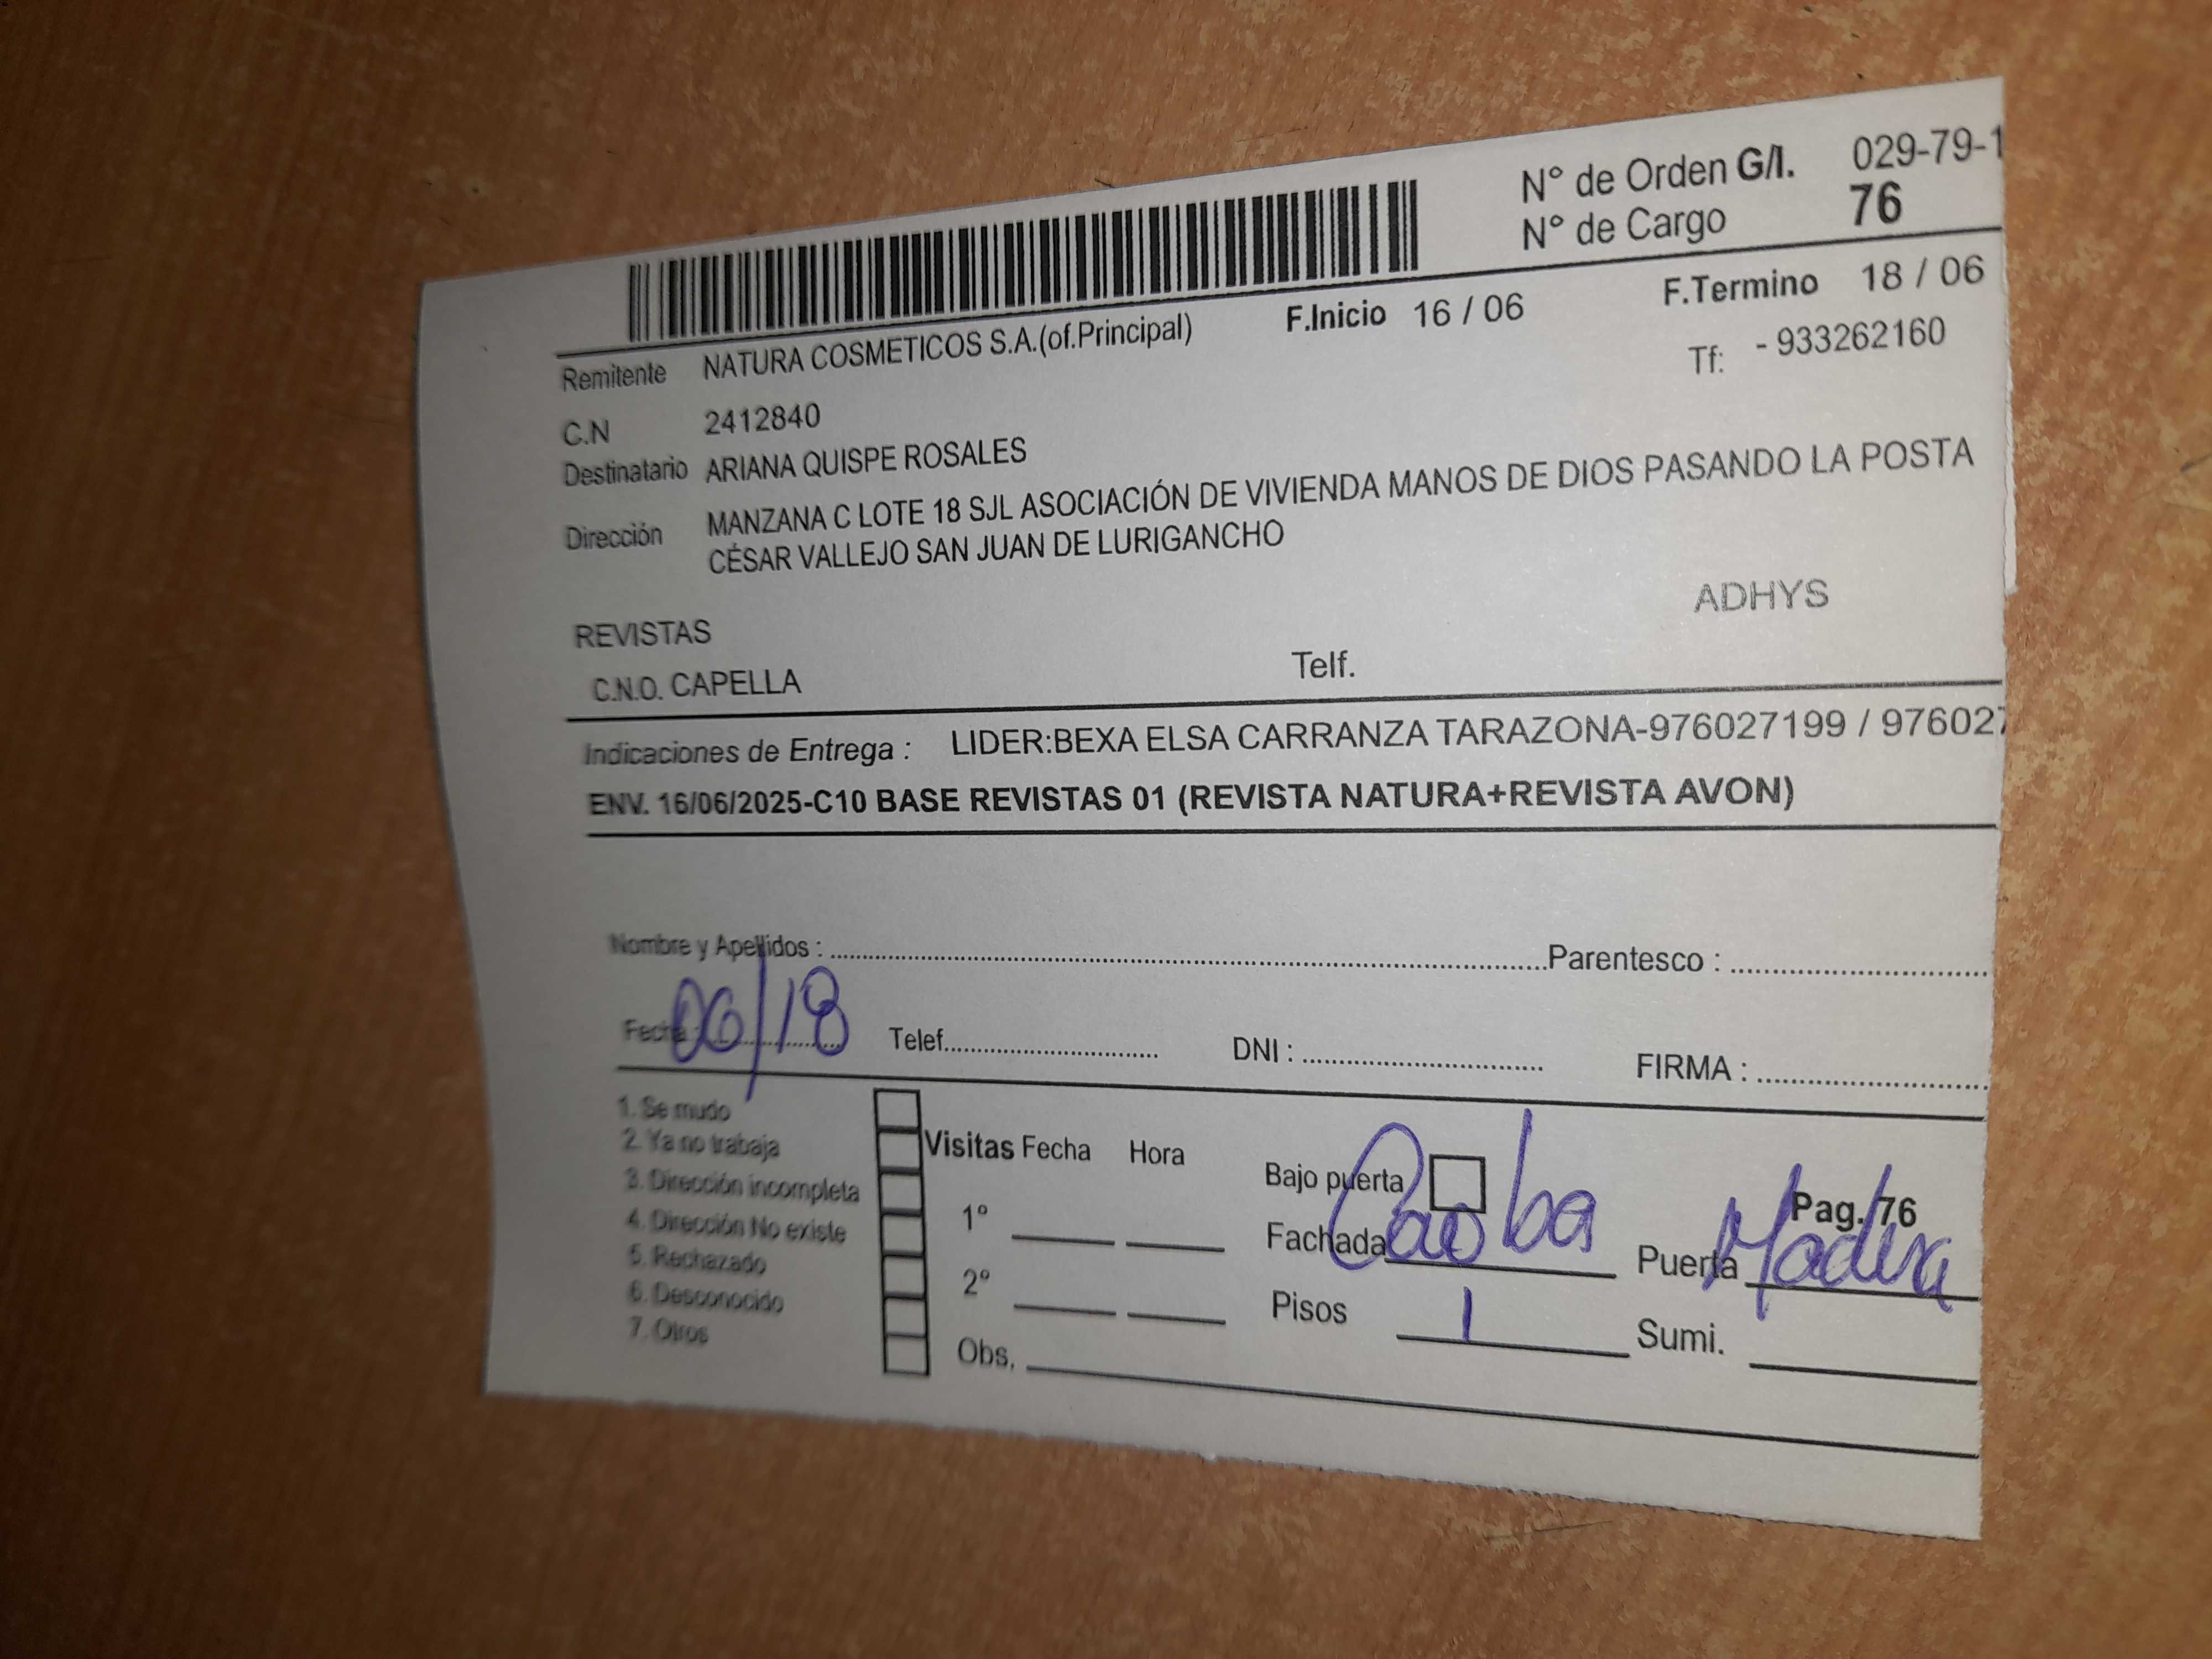 N° de Orden G/I. 029-79-1
N° de Cargo 76
F.Inicio 16 / 06 F.Termino 18 / 06
Remitente NATURA COSMETICOS S.A.(of.Principal) Tf: - 933262160
C.N 2412840
Destinatario ARIANA QUISPE ROSALES
Dirección MANZANA C LOTE 18 SJL ASOCIACIÓN DE VIVIENDA MANOS DE DIOS PASANDO LA POSTA
CÉSAR VALLEJO SAN JUAN DE LURIGANCHO
ADHYS
REVISTAS
C.N.O. CAPELLA Telf.
Indicaciones de Entrega : LIDER:BEXA ELSA CARRANZA TARAZONA-976027199 / 976027
ENV. 16/06/2025-C10 BASE REVISTAS 01 (REVISTA NATURA+REVISTA AVON)
Nombre y Apellidos : Parentesco :
Fecha : 06/18 Telef. DNI : FIRMA :
1. Se mudo
2. Ya no trabaja
3. Dirección incompleta
4. Dirección No existe
5. Rechazado
6. Desconocido
7. Otros
Visitas Fecha Hora
1°
2°
Obs.
Bajo puerta Pag. 76
Fachada Caoba Puerta Madera
Pisos 1 Sumi.